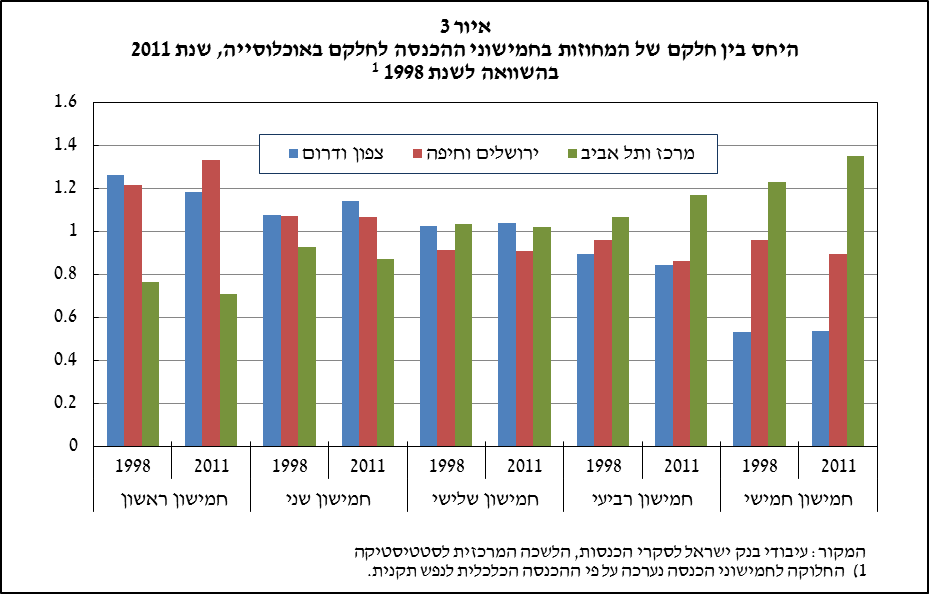 איור 3
היחס בין חלקם של המחוזות בחמישוני ההכנסה לחלקם באוכלוסייה, שנת 2011
בהשוואה לשנת 1998 ¹
1.6
1.4
1.2
1
0.8
0.6
0.4
0.2
0
צפון ודרום ירושלים וחיפה מרכז ותל אביב
1998 2011 1998 2011 1998 2011 1998 2011 1998 2011
חמישון ראשון חמישון שני חמישון שלישי חמישון רביעי חמישון חמישי
המקור: עיבודי בנק ישראל לסקרי הכנסות, הלשכה המרכזית לסטטיסטיקה
1) החלוקה לחמישוני הכנסה נערכה על פי ההכנסה הכלכלית לנפש תקנית.